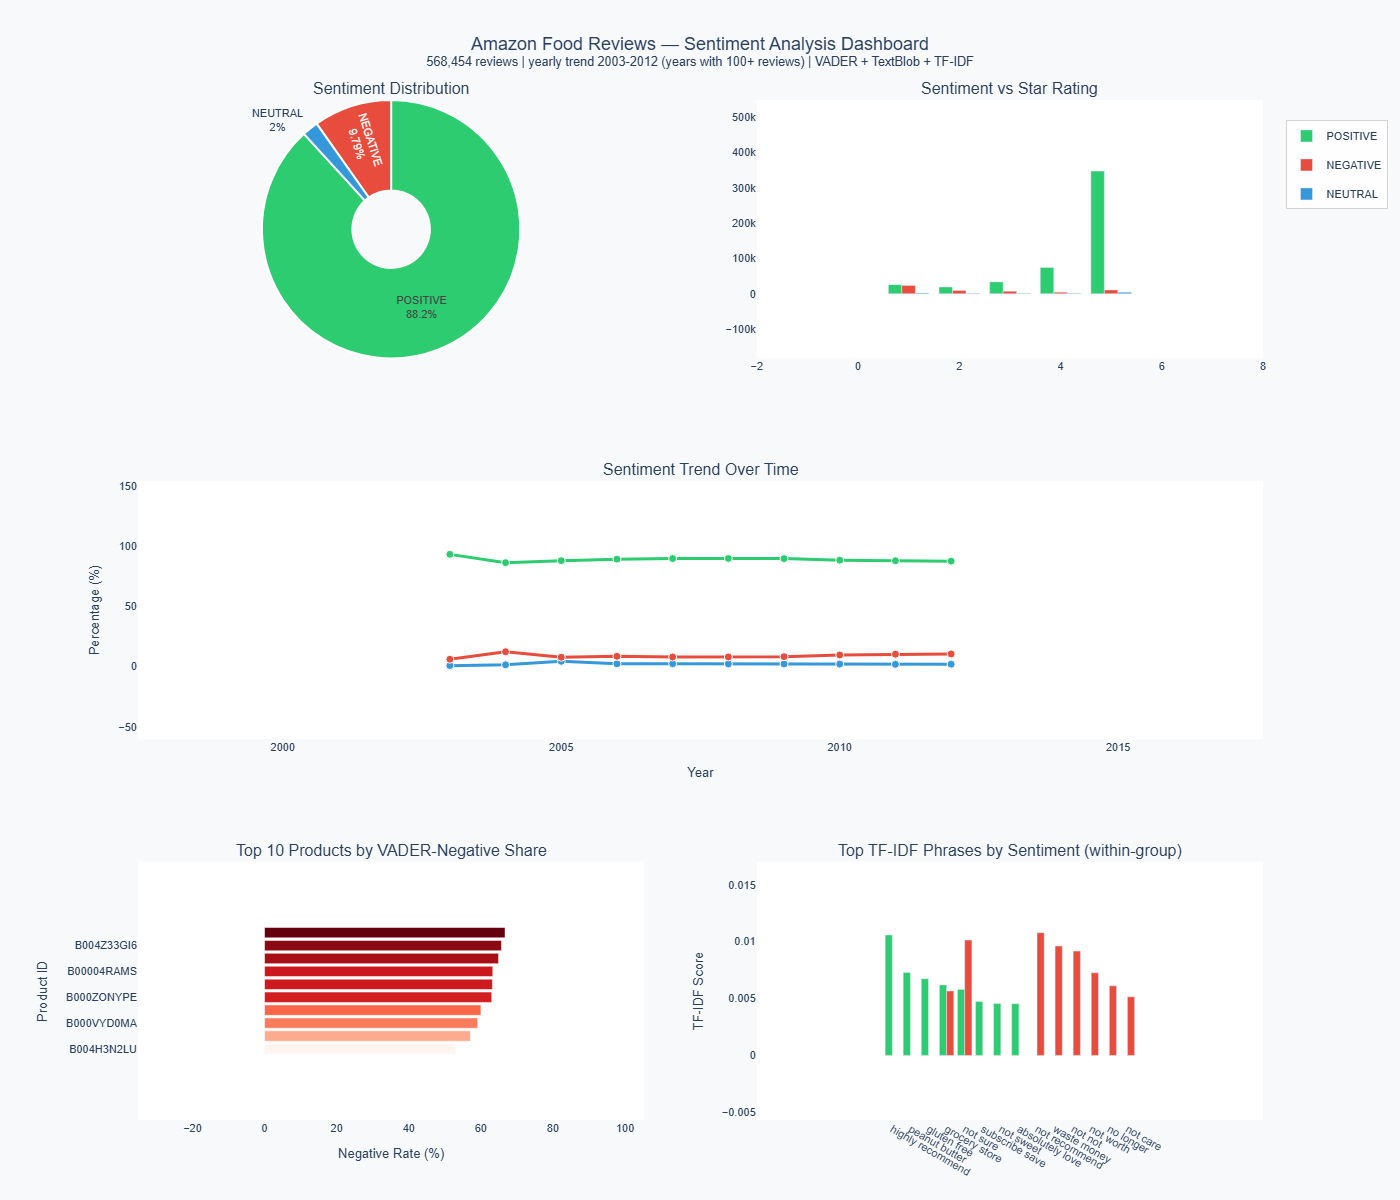 Amazon Food Reviews — Sentiment Analysis Dashboard
568,454 reviews | yearly trend 2003-2012 (years with 100+ reviews) | VADER + TextBlob + TF-IDF
Sentiment Distribution
NEUTRAL
2%
NEGATIVE
9.79%
POSITIVE
88.2%
Sentiment vs Star Rating
500k
400k
300k
200k
100k
0
−100k
−2
0
2
4
6
8
POSITIVE
NEGATIVE
NEUTRAL
Sentiment Trend Over Time
Percentage (%)
150
100
50
0
−50
2000
2005
2010
2015
Year
Top 10 Products by VADER-Negative Share
Product ID
B004Z33GI6
B00004RAMS
B000ZONYPE
B000VYD0MA
B004H3N2LU
−20
0
20
40
60
80
100
Negative Rate (%)
Top TF-IDF Phrases by Sentiment (within-group)
TF-IDF Score
0.015
0.01
0.005
0
−0.005
highly recommend
peanut butter
gluten free
grocery store
not sure
subscribe save
not sweet
absolutely love
not recommend
waste money
not not
not worth
no longer
not care